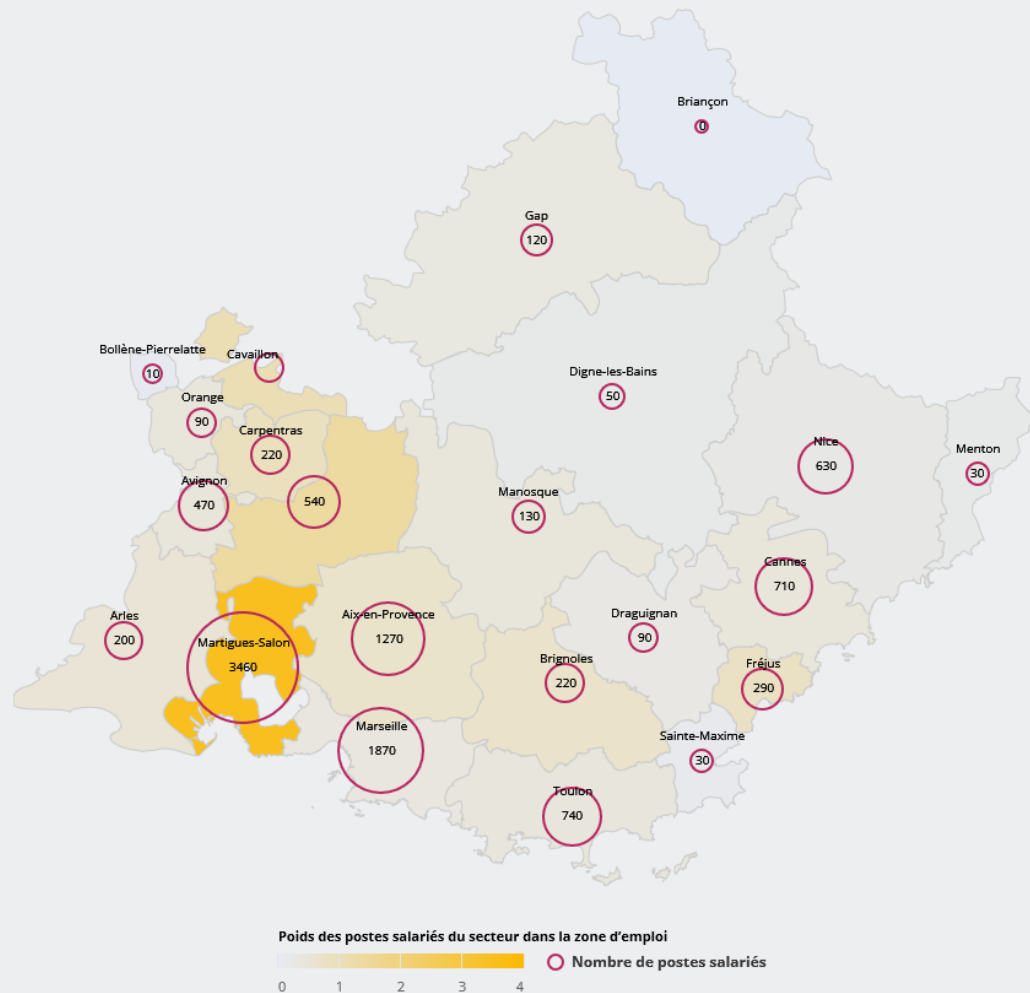 Briançon
0
Gap
120
Bollène-Pierrelatte
10
Cavaillon
Digne-les-Bains
50
Orange
90
Carpentras
220
Nice
630
Menton
30
Avignon
470
540
Manosque
130
Cannes
710
Arles
200
Aix-en-Provence
1270
Draguignan
90
Martigues-Salon
3460
Brignoles
220
Fréjus
290
Marseille
1870
Sainte-Maxime
30
Toulon
740
Poids des postes salariés du secteur dans la zone d’emploi
0 1 2 3 4
Nombre de postes salariés